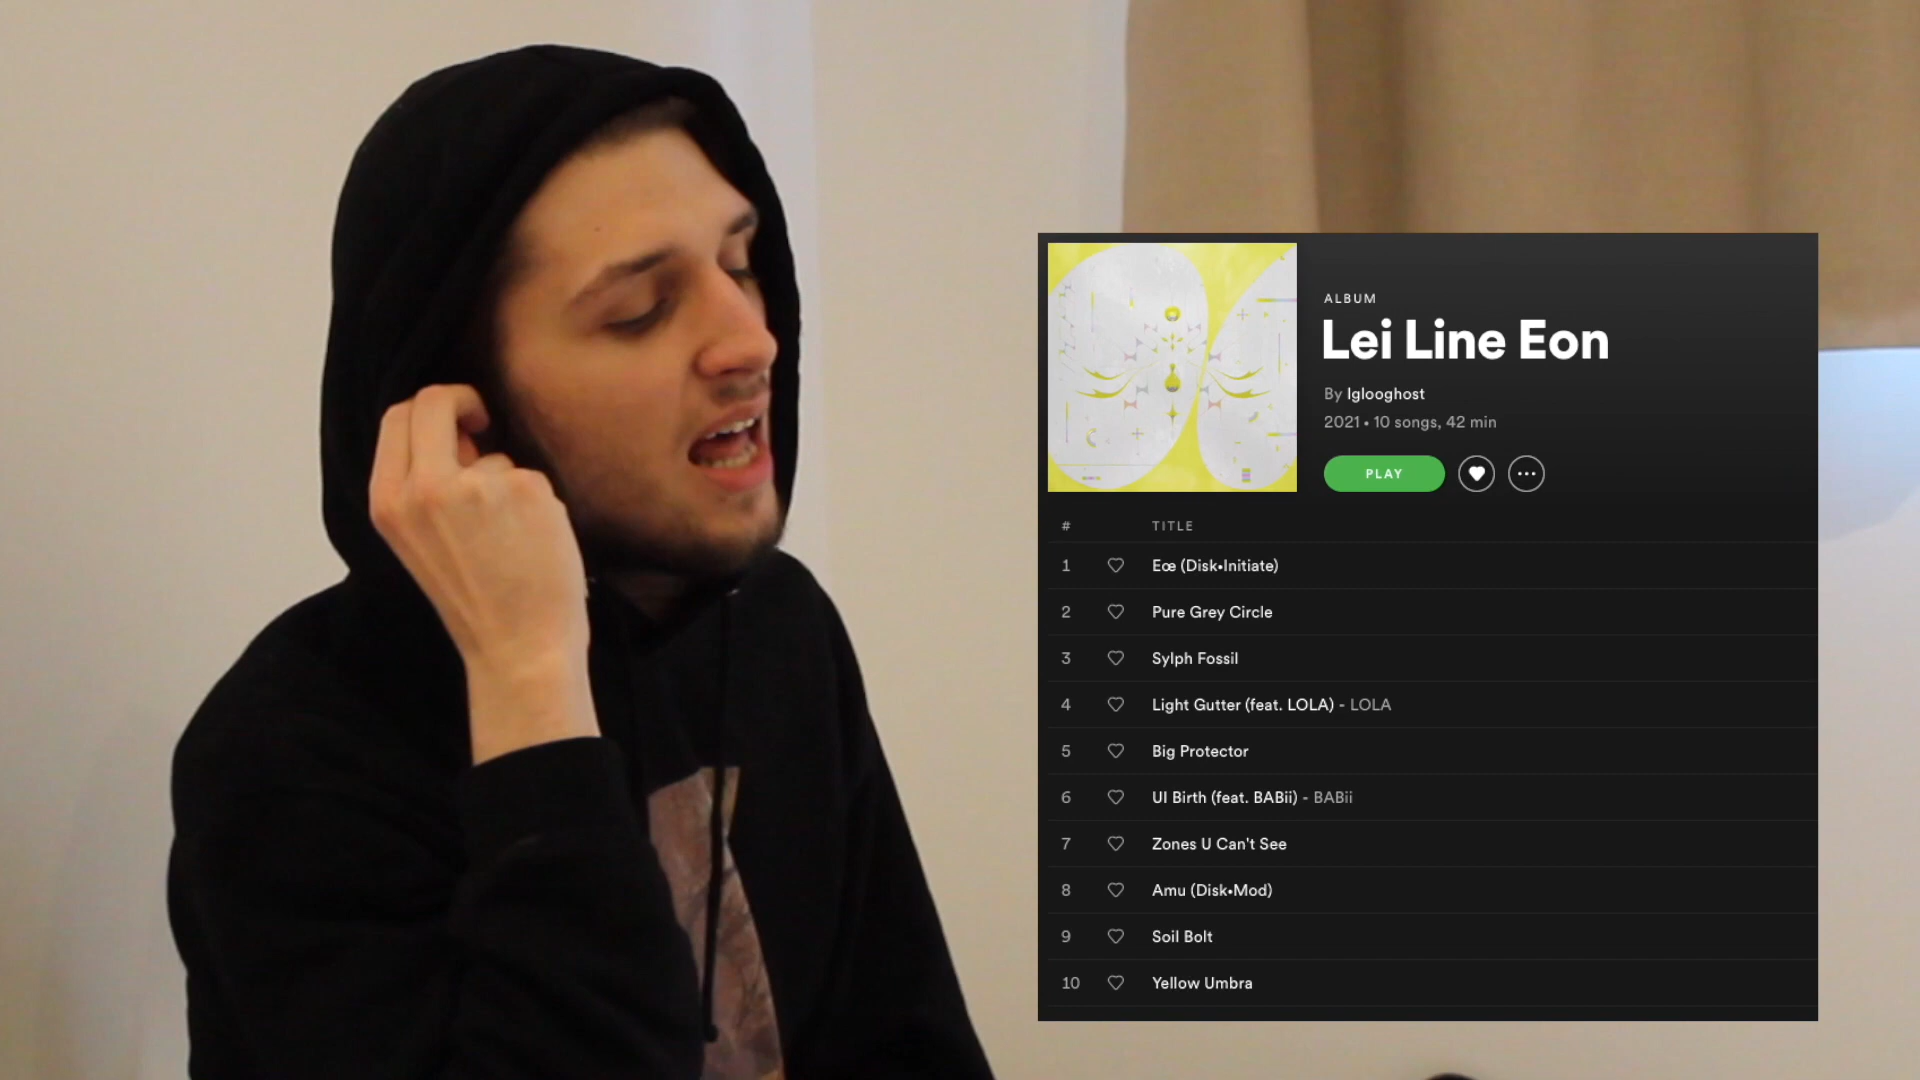 ALBUM
Lei Line Eon
By Iglooghost
2021 • 10 songs, 42 min
PLAY
# TITLE
1 Eœ (Disk•Initiate)
2 Pure Grey Circle
3 Sylph Fossil
4 Light Gutter (feat. LOLA) - LOLA
5 Big Protector
6 UI Birth (feat. BABii) - BABii
7 Zones U Can't See
8 Amu (Disk•Mod)
9 Soil Bolt
10 Yellow Umbra